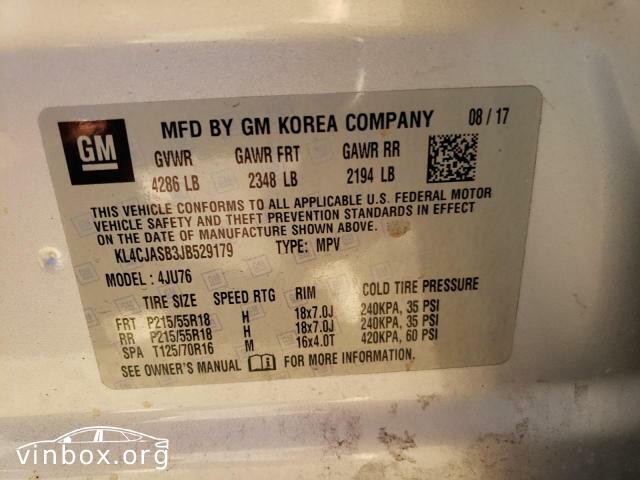 GM
MFD BY GM KOREA COMPANY 08/17
GVWR GAWR FRT GAWR RR
4286 LB 2348 LB 2194 LB
THIS VEHICLE CONFORMS TO ALL APPLICABLE U.S. FEDERAL MOTOR
VEHICLE SAFETY AND THEFT PREVENTION STANDARDS IN EFFECT
ON THE DATE OF MANUFACTURE SHOWN ABOVE.
KL4CJASB3JB529179 TYPE: MPV
MODEL: 4JU76
TIRE SIZE SPEED RTG RIM COLD TIRE PRESSURE
FRT P215/55R18 H 18x7.0J 240KPA, 35 PSI
RR P215/55R18 H 18x7.0J 240KPA, 35 PSI
SPA T125/70R16 M 16x4.0T 420KPA, 60 PSI
SEE OWNER'S MANUAL FOR MORE INFORMATION.
vinbox.org